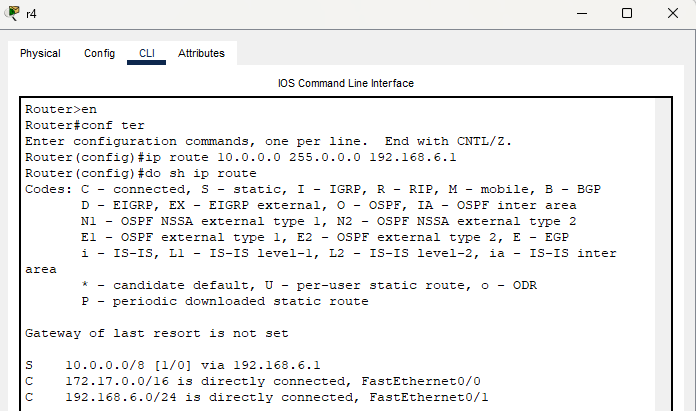 r4
Physical Config CLI Attributes
IOS Command Line Interface
Router>en
Router#conf ter
Enter configuration commands, one per line.  End with CNTL/Z.
Router(config)#ip route 10.0.0.0 255.0.0.0 192.168.6.1
Router(config)#do sh ip route
Codes: C - connected, S - static, I - IGRP, R - RIP, M - mobile, B - BGP
       D - EIGRP, EX - EIGRP external, O - OSPF, IA - OSPF inter area
       N1 - OSPF NSSA external type 1, N2 - OSPF NSSA external type 2
       E1 - OSPF external type 1, E2 - OSPF external type 2, E - EGP
       i - IS-IS, L1 - IS-IS level-1, L2 - IS-IS level-2, ia - IS-IS inter
area
       * - candidate default, U - per-user static route, o - ODR
       P - periodic downloaded static route
Gateway of last resort is not set
S    10.0.0.0/8 [1/0] via 192.168.6.1
C    172.17.0.0/16 is directly connected, FastEthernet0/0
C    192.168.6.0/24 is directly connected, FastEthernet0/1